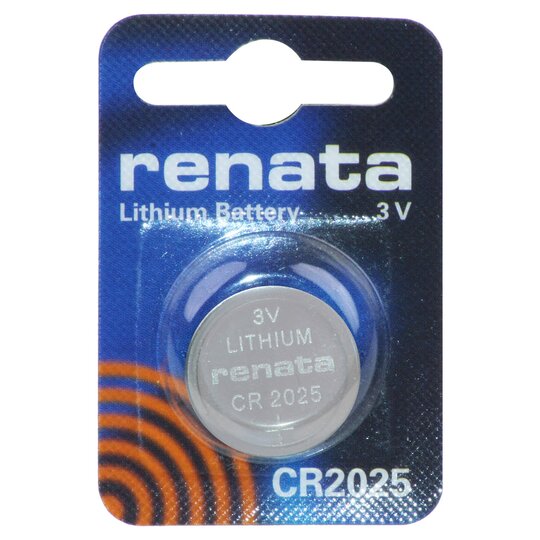 renata
Lithium Battery 3 V
3V
LITHIUM
renata
CR 2025
+
CR2025